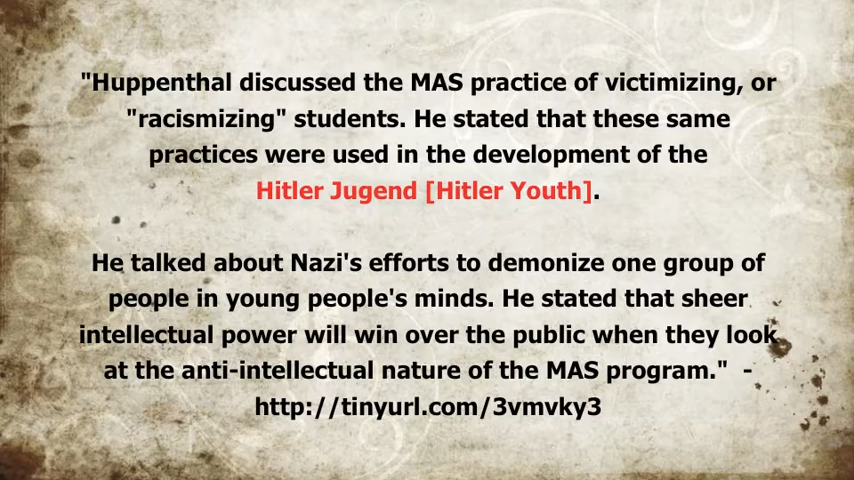 "Huppenthal discussed the MAS practice of victimizing, or
"racismizing" students. He stated that these same
practices were used in the development of the
Hitler Jugend [Hitler Youth].
He talked about Nazi's efforts to demonize one group of
people in young people's minds. He stated that sheer
intellectual power will win over the public when they look
at the anti-intellectual nature of the MAS program." -
http://tinyurl.com/3vmvky3